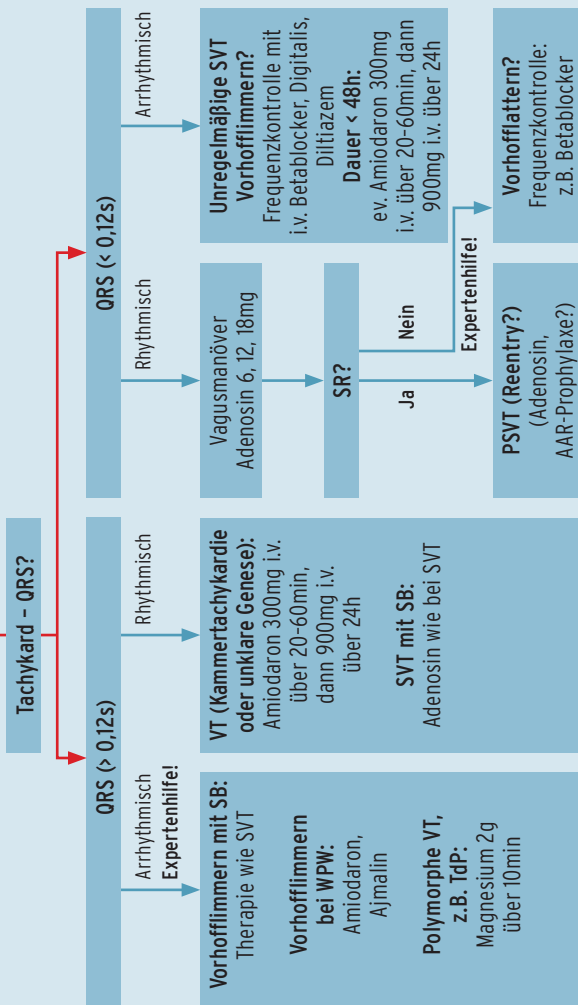 Tachykard – QRS?
QRS (> 0,12s)
Arrhythmisch
Expertenhilfe!
Vorhofflimmern mit SB:
Therapie wie SVT
Vorhofflimmern
bei WPW:
Amiodaron,
Ajmalin
Polymorphe VT,
z.B. TdP:
Magnesium 2g
über 10min
Rhythmisch
VT (Kammertachykardie
oder unklare Genese):
Amiodaron 300mg i.v.
über 20-60min,
dann 900mg i.v.
über 24h
SVT mit SB:
Adenosin wie bei SVT
QRS (< 0,12s)
Rhythmisch
Vagusmanöver
Adenosin 6, 12, 18mg
SR?
Ja
Nein
Expertenhilfe!
PSVT (Reentry?)
(Adenosin,
AAR-Prophylaxe?)
Vorhofflattern?
Frequenzkontrolle:
z.B. Betablocker
Arrhythmisch
Unregelmäßige SVT
Vorhofflimmern?
Frequenzkontrolle mit
i.v. Betablocker, Digitalis,
Diltiazem
Dauer < 48h:
ev. Amiodaron 300mg
i.v. über 20-60min, dann
900mg i.v. über 24h